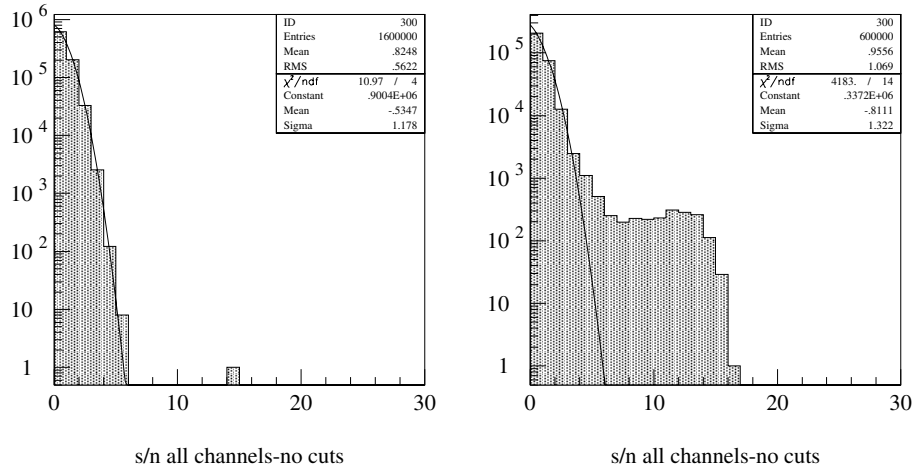 ID 300
Entries 1600000
Mean .8248
RMS .5622
χ²/ndf 10.97 / 4
Constant .9004E+06
Mean -.5347
Sigma 1.178
10 6
10 5
10 4
10 3
10 2
10
1
0 10 20 30
s/n all channels-no cuts
ID 300
Entries 600000
Mean .9556
RMS 1.069
χ²/ndf 4183. / 14
Constant .3372E+06
Mean -.8111
Sigma 1.322
10 5
10 4
10 3
10 2
10
1
0 10 20 30
s/n all channels-no cuts